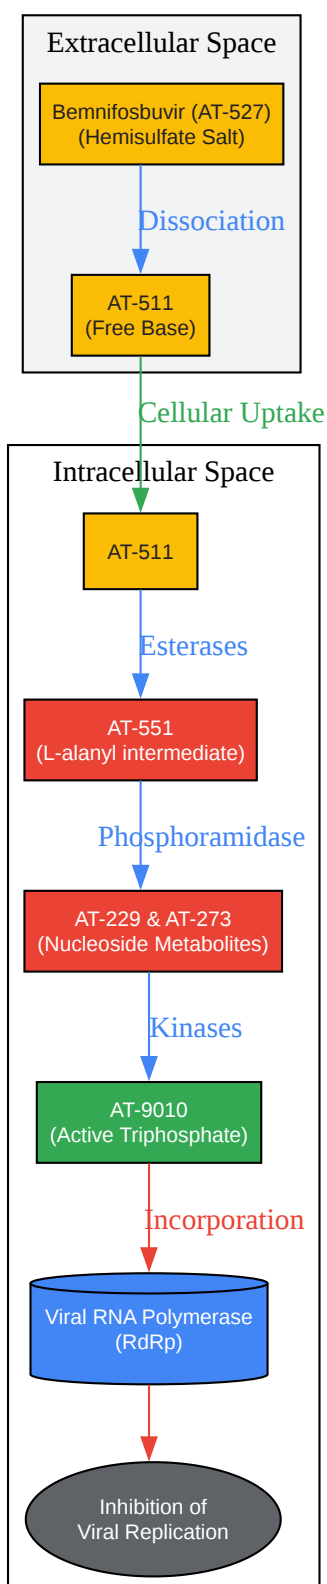 Extracellular Space
Bemnifosbuvir (AT-527)
(Hemisulfate Salt)
Dissociation
AT-511
(Free Base)
Cellular Uptake
Intracellular Space
AT-511
Esterases
AT-551
(L-alanyl intermediate)
Phosphoramidase
AT-229 & AT-273
(Nucleoside Metabolites)
Kinases
AT-9010
(Active Triphosphate)
Incorporation
Viral RNA Polymerase
(RdRp)
Inhibition of
Viral Replication